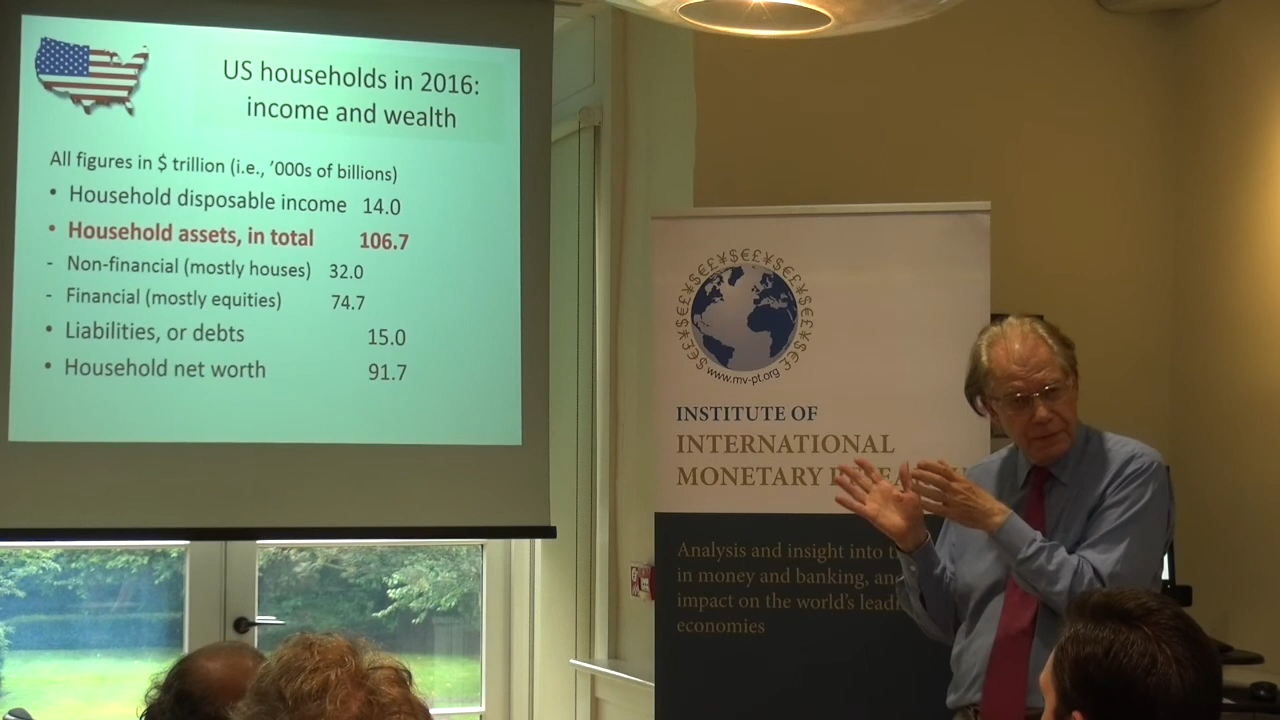 US households in 2016:
income and wealth
All figures in $ trillion (i.e., ’000s of billions)
• Household disposable income 14.0
• Household assets, in total 106.7
- Non-financial (mostly houses) 32.0
- Financial (mostly equities) 74.7
• Liabilities, or debts 15.0
• Household net worth 91.7
www.mv-pt.org
INSTITUTE OF
INTERNATIONAL
MONETARY
Analysis and insight into
in money and banking,
impact on the world's
economies